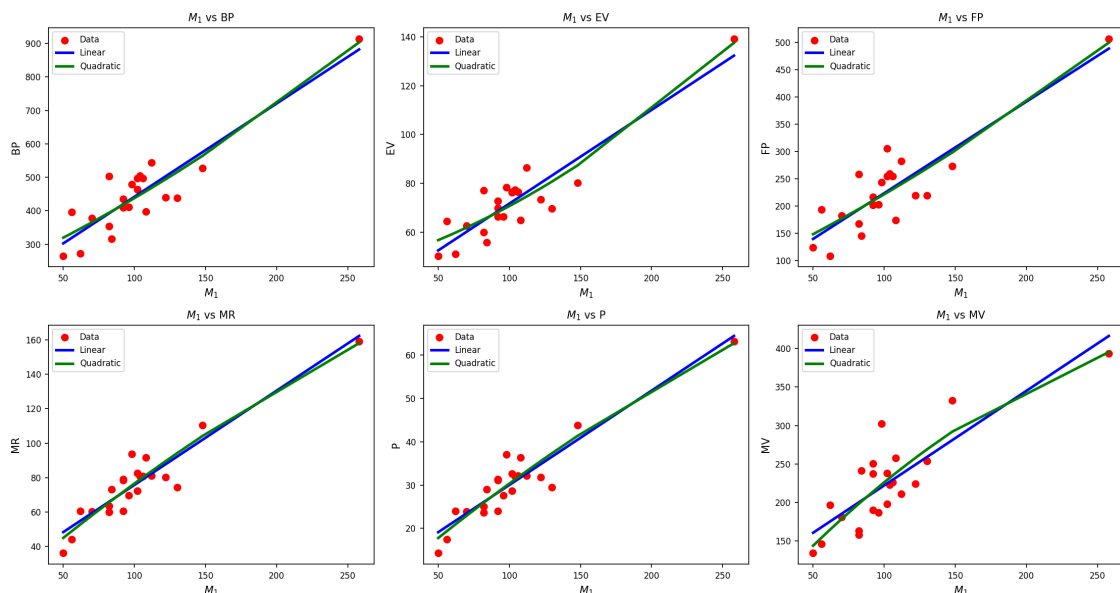 M₁ vs BP
BP
900
800
700
600
500
400
300
Data
Linear
Quadratic
50 100 150 200 250
M₁
M₁ vs EV
EV
140
120
100
80
60
Data
Linear
Quadratic
50 100 150 200 250
M₁
M₁ vs FP
FP
500
450
400
350
300
250
200
150
100
Data
Linear
Quadratic
50 100 150 200 250
M₁
M₁ vs MR
MR
160
140
120
100
80
60
40
Data
Linear
Quadratic
50 100 150 200 250
M₁
M₁ vs P
P
60
50
40
30
20
Data
Linear
Quadratic
50 100 150 200 250
M₁
M₁ vs MV
MV
400
350
300
250
200
150
Data
Linear
Quadratic
50 100 150 200 250
M₁